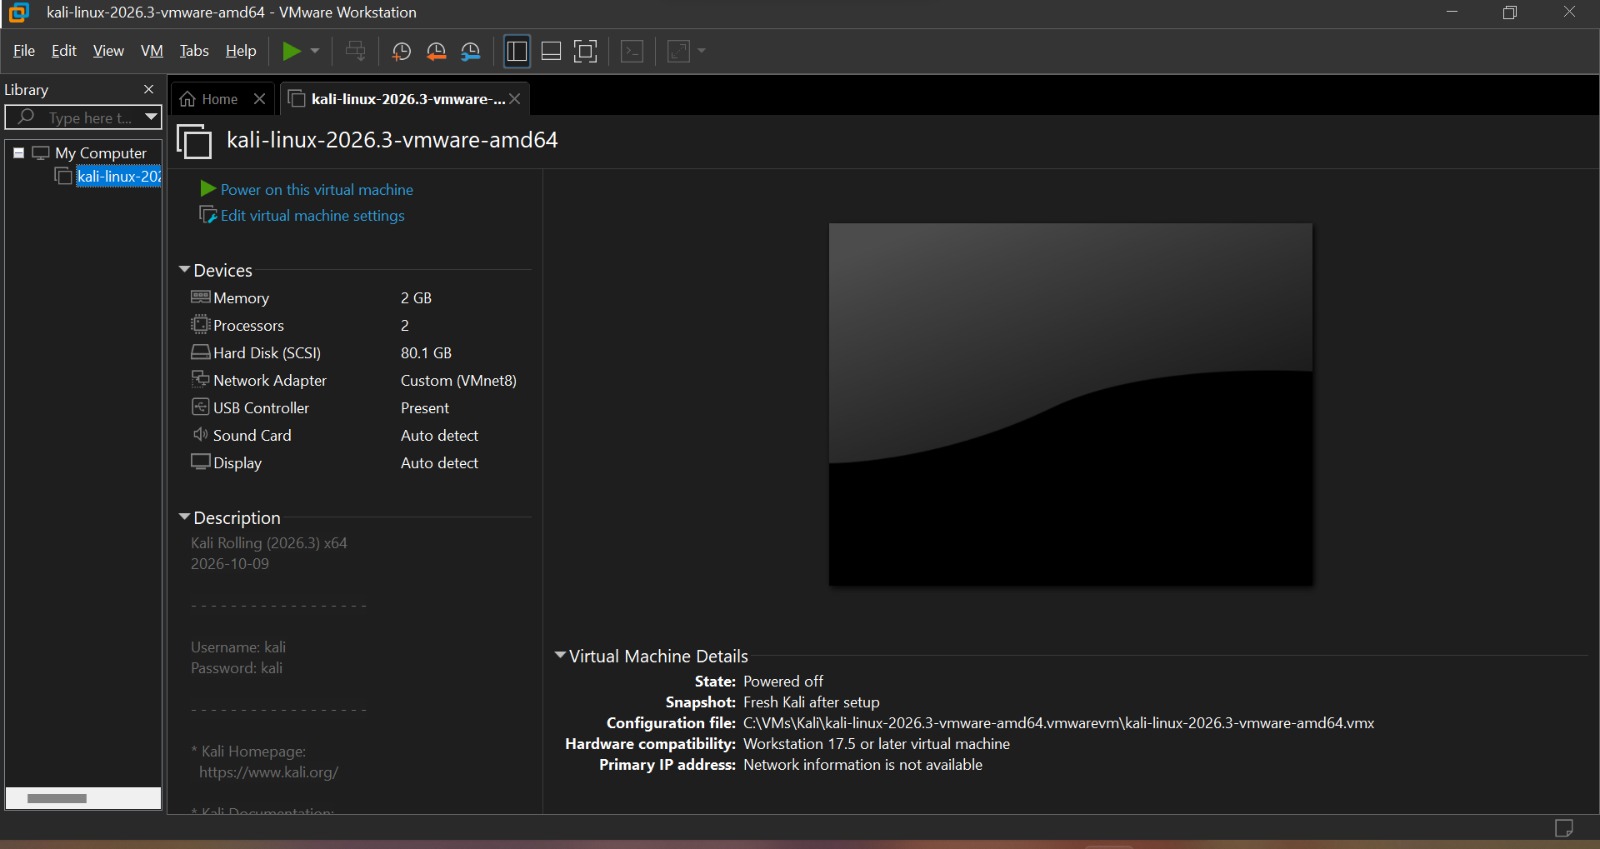 kali-linux-2026.3-vmware-amd64 - VMware Workstation
File Edit View VM Tabs Help
Library
Type here t...
My Computer
kali-linux-202
Home
kali-linux-2026.3-vmware-...
kali-linux-2026.3-vmware-amd64
Power on this virtual machine
Edit virtual machine settings
Devices
Memory 2 GB
Processors 2
Hard Disk (SCSI) 80.1 GB
Network Adapter Custom (VMnet8)
USB Controller Present
Sound Card Auto detect
Display Auto detect
Description
Kali Rolling (2026.3) x64
2026-10-09
- - - - - - - - - - - - - - - - - -
Username: kali
Password: kali
- - - - - - - - - - - - - - - - - -
* Kali Homepage:
https://www.kali.org/
* Kali Documentation:
Virtual Machine Details
State: Powered off
Snapshot: Fresh Kali after setup
Configuration file: C:\VMs\Kali\kali-linux-2026.3-vmware-amd64.vmwarevm\kali-linux-2026.3-vmware-amd64.vmx
Hardware compatibility: Workstation 17.5 or later virtual machine
Primary IP address: Network information is not available